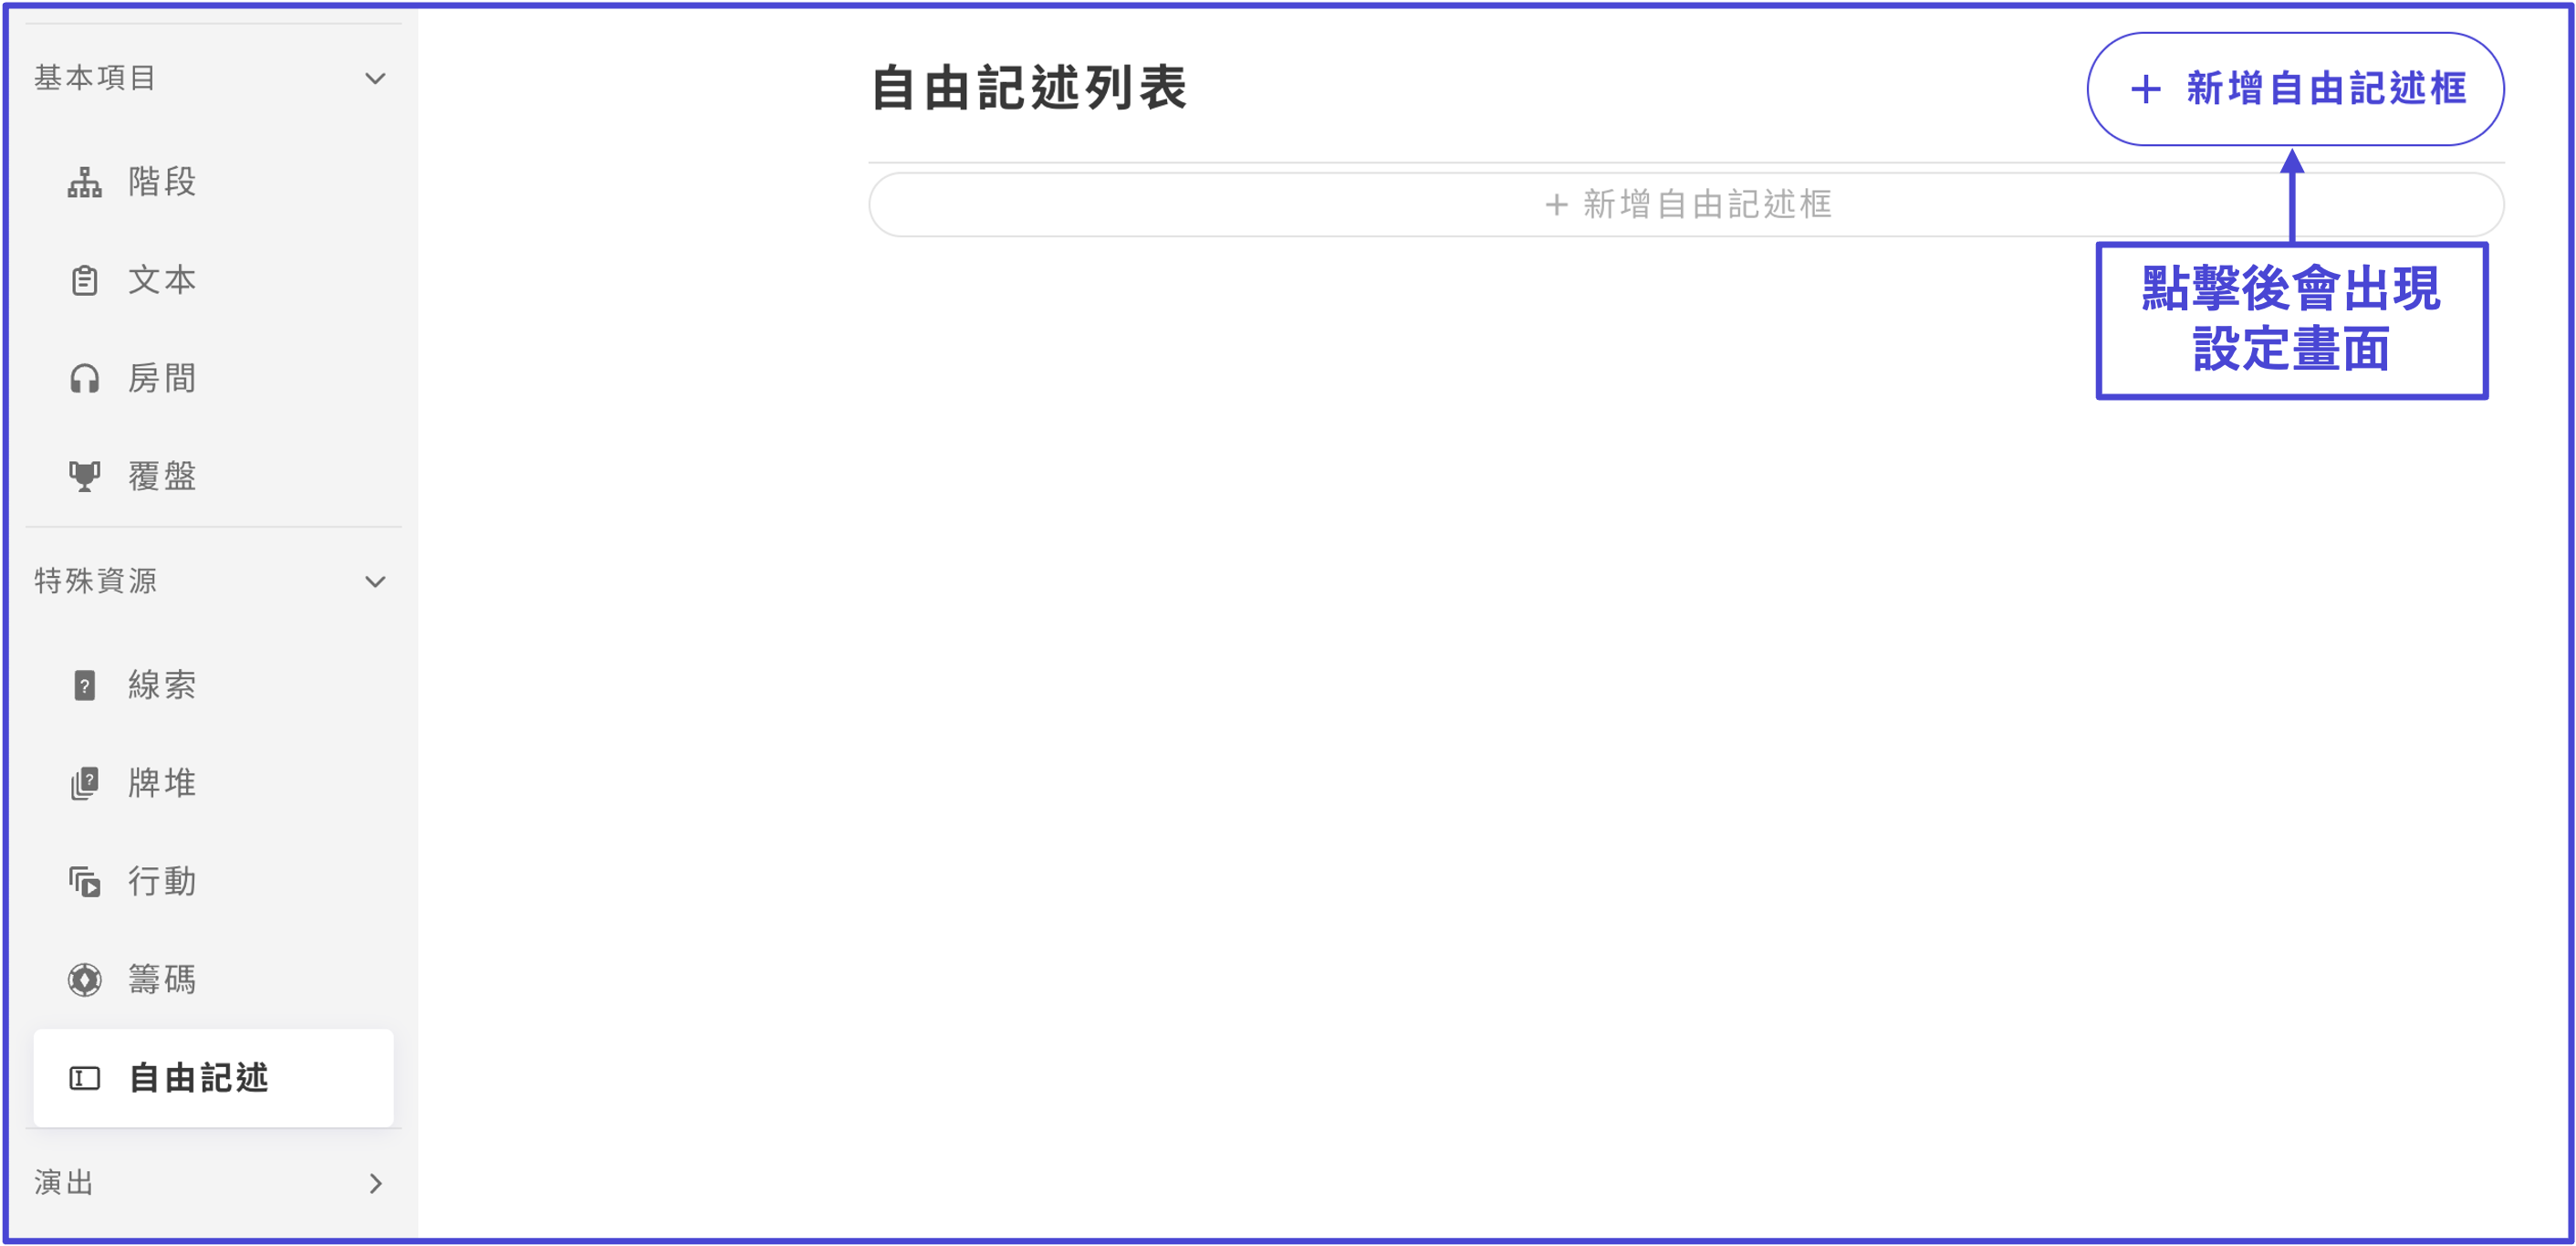 基本項目
階段
文本
房間
覆盤
特殊資源
線索
牌堆
行動
籌碼
自由記述
演出
自由記述列表
+ 新增自由記述框
+ 新增自由記述框
點擊後會出現
設定畫面